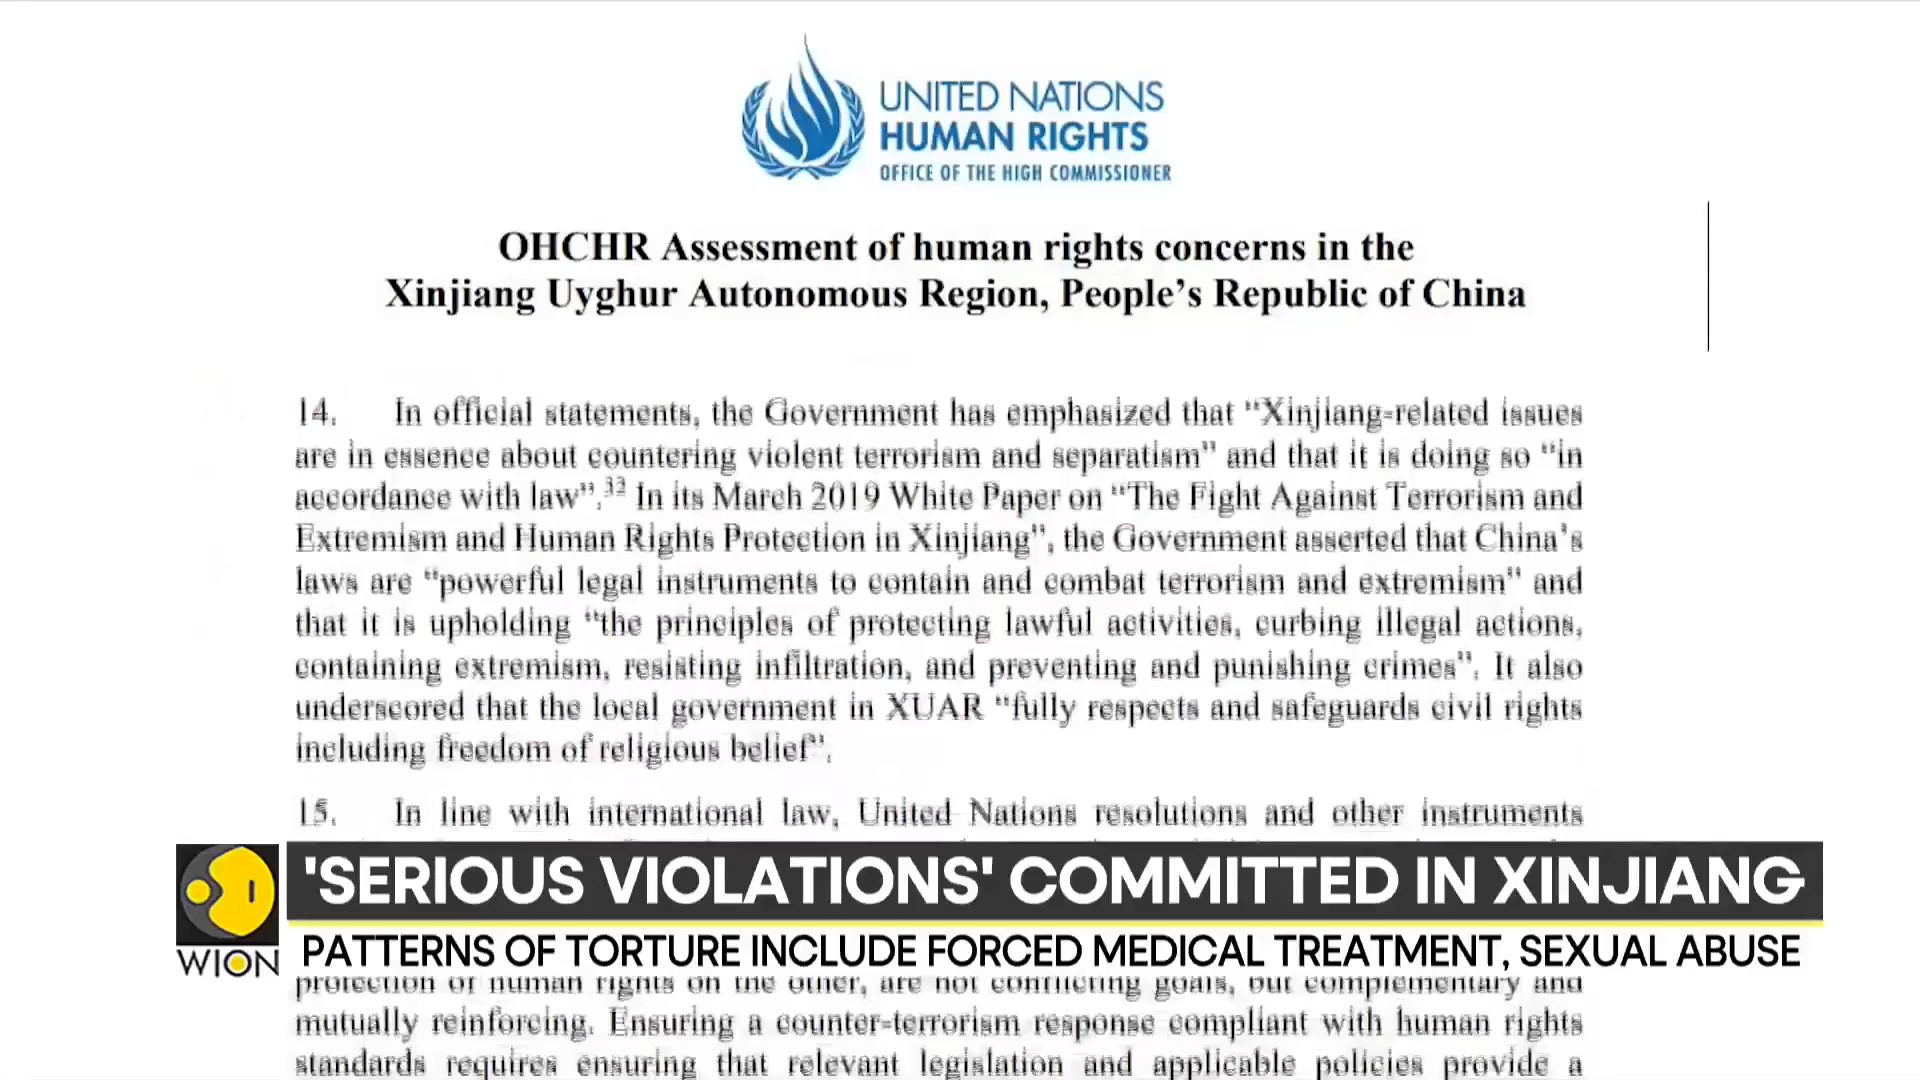 UNITED NATIONS
HUMAN RIGHTS
OFFICE OF THE HIGH COMMISSIONER
OHCHR Assessment of human rights concerns in the
Xinjiang Uyghur Autonomous Region, People's Republic of China
14. In official statements, the Government has emphasized that "Xinjiang-related issues
are in essence about countering violent terrorism and separatism" and that it is doing so "in
accordance with law".³² In its March 2019 White Paper on "The Fight Against Terrorism and
Extremism and Human Rights Protection in Xinjiang", the Government asserted that China's
laws are "powerful legal instruments to contain and combat terrorism and extremism" and
that it is upholding "the principles of protecting lawful activities, curbing illegal actions,
containing extremism, resisting infiltration, and preventing and punishing crimes". It also
underscored that the local government in XUAR "fully respects and safeguards civil rights
including freedom of religious belief".
15. In line with international law, United Nations resolutions and other instruments
'SERIOUS VIOLATIONS' COMMITTED IN XINJIANG
WION
PATTERNS OF TORTURE INCLUDE FORCED MEDICAL TREATMENT, SEXUAL ABUSE
protection of human rights on the other, are not conflicting goals, but complementary and
mutually reinforcing. Ensuring a counter-terrorism response compliant with human rights
standards requires ensuring that relevant legislation and applicable policies provide a